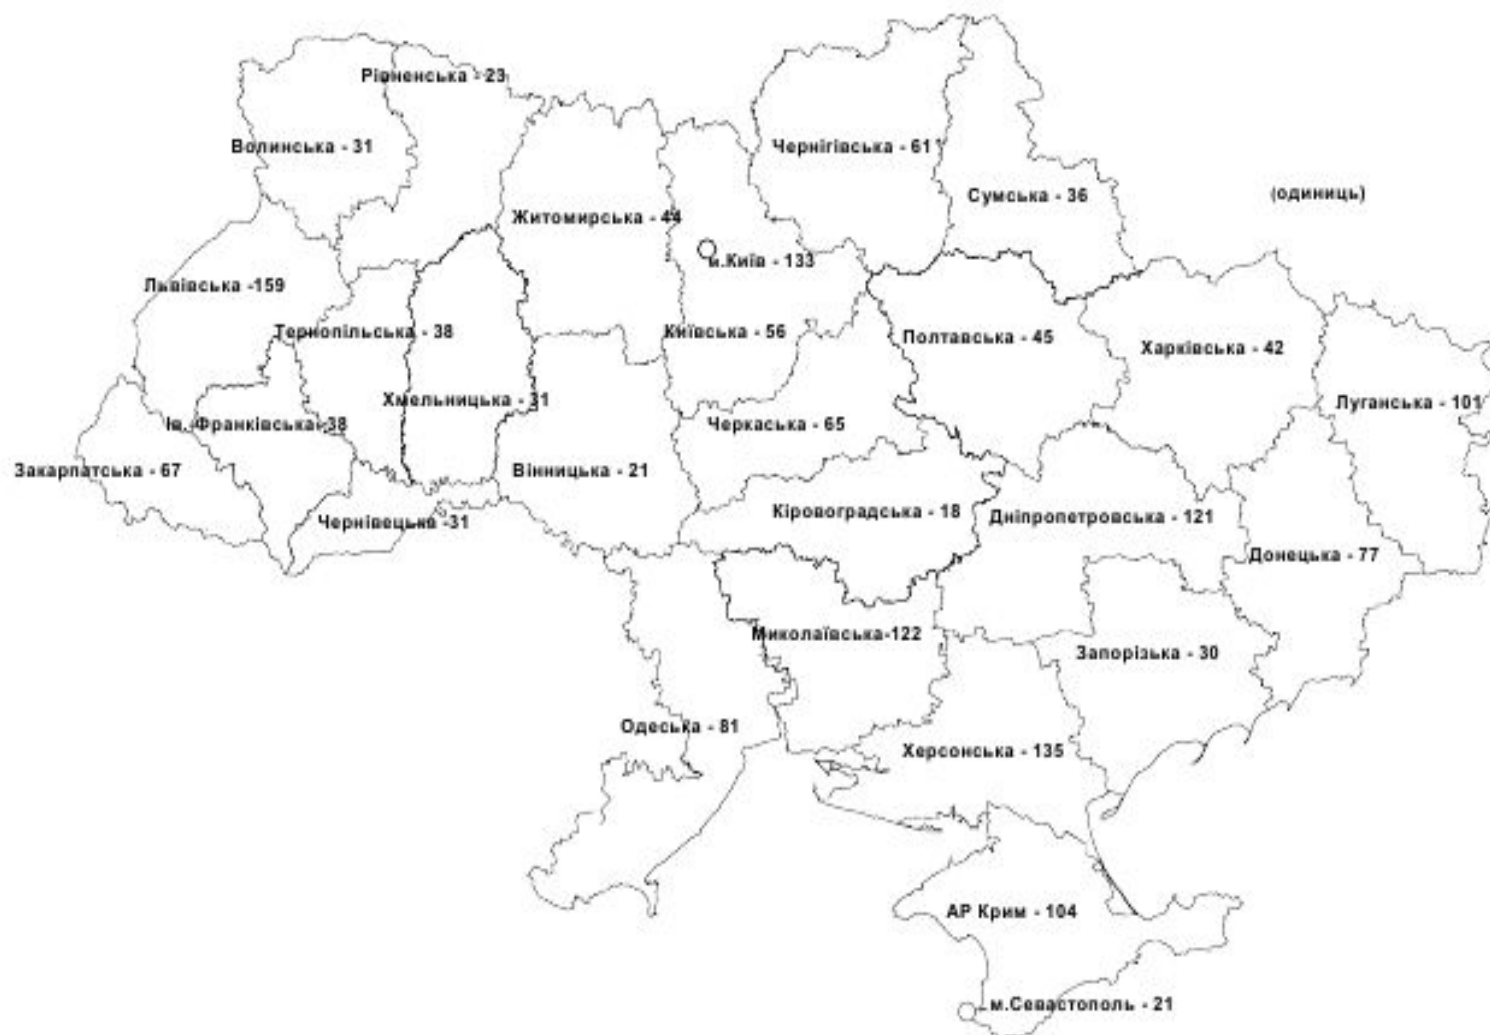 Рівненська - 23
Волинська - 31
Чернігівська - 61
Сумська - 36
(одиниць)
Житомирська - 44
м.Київ - 133
Львівська -159
Тернопільська - 38
Київська - 56
Полтавська - 45
Харківська - 42
Хмельницька - 31
Луганська - 101
Ів.-Франківська-38
Черкаська - 65
Закарпатська - 67
Вінницька - 21
Чернівецька -31
Кіровоградська - 18
Дніпропетровська - 121
Донецька - 77
Миколаївська-122
Запорізька - 30
Одеська - 81
Херсонська - 135
АР Крим - 104
м.Севастополь - 21